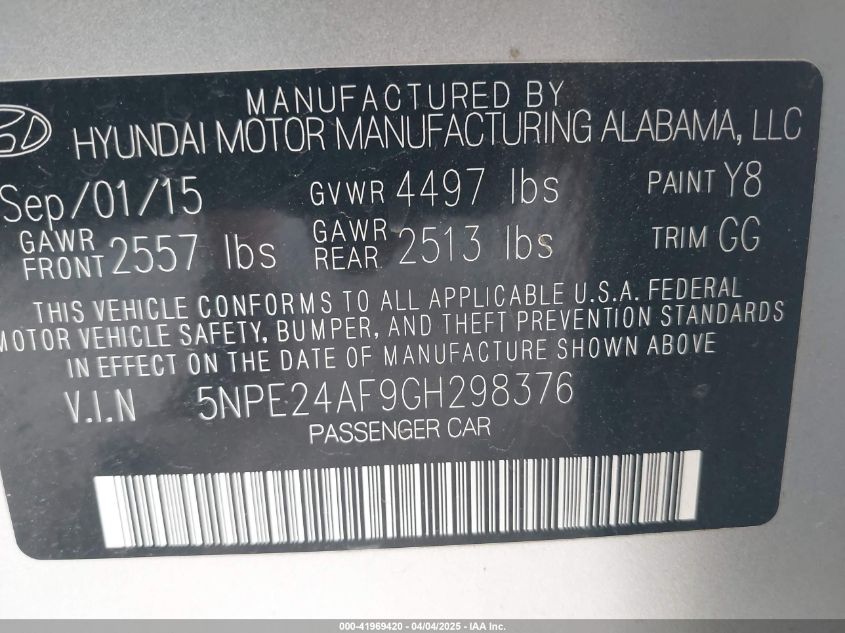 MANUFACTURED BY
HYUNDAI MOTOR MANUFACTURING ALABAMA, LLC
Sep/01/15 GVWR 4497 lbs PAINT Y8
GAWR FRONT 2557 lbs GAWR REAR 2513 lbs TRIM GG
THIS VEHICLE CONFORMS TO ALL APPLICABLE U.S.A. FEDERAL
MOTOR VEHICLE SAFETY, BUMPER, AND THEFT PREVENTION STANDARDS
IN EFFECT ON THE DATE OF MANUFACTURE SHOWN ABOVE
V.I.N 5NPE24AF9GH298376
PASSENGER CAR
000-41969420 - 04/04/2025 - IAA Inc.